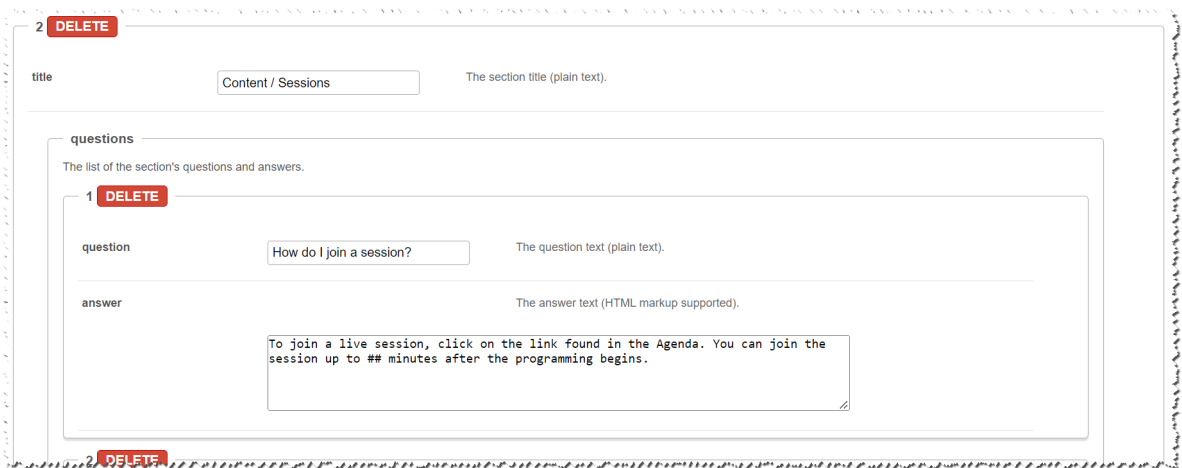 2 DELETE
title
Content / Sessions
The section title (plain text).
questions
The list of the section's questions and answers.
1 DELETE
question
How do I join a session?
The question text (plain text).
answer
The answer text (HTML markup supported).
To join a live session, click on the link found in the Agenda. You can join the
session up to ## minutes after the programming begins.
2 DELETE